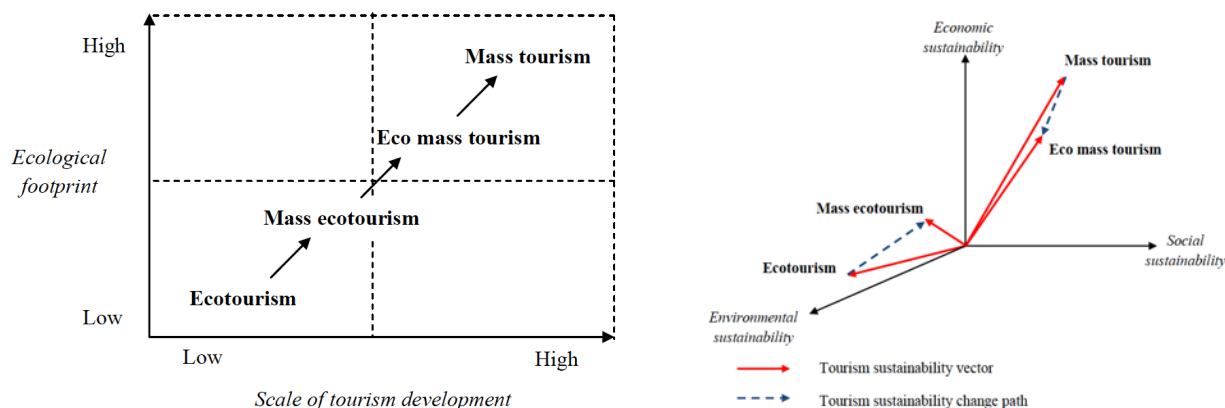 High
Mass tourism
Eco mass tourism
Ecological
footprint
Mass ecotourism
Ecotourism
Low
Low
High
Scale of tourism development
Economic
sustainability
Mass tourism
Eco mass tourism
Mass ecotourism
Social
sustainability
Ecotourism
Environmental
sustainability
Tourism sustainability vector
Tourism sustainability change path